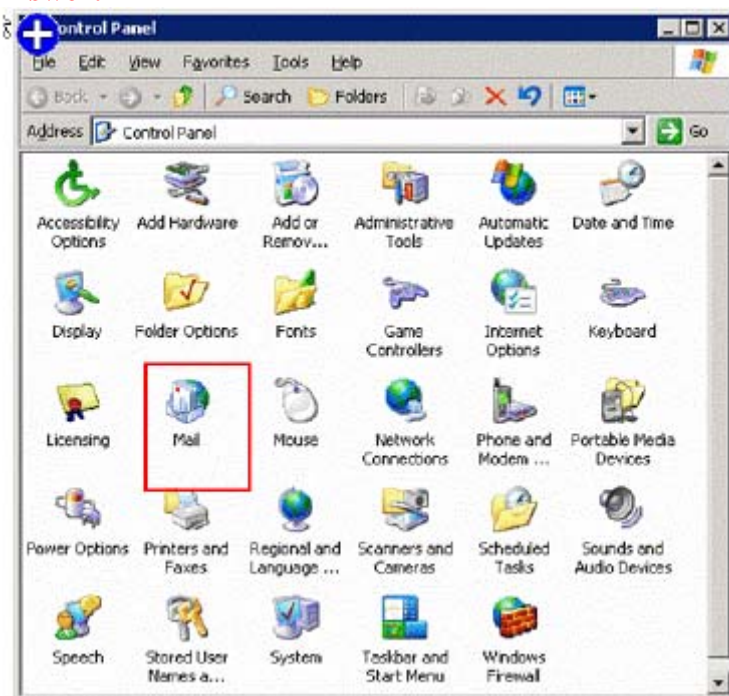 Control Panel
File Edit View Favorites Tools Help
Back Search Folders
Address Control Panel Go
Accessibility Options
Add Hardware
Add or Remov...
Administrative Tools
Automatic Updates
Date and Time
Display
Folder Options
Fonts
Game Controllers
Internet Options
Keyboard
Licensing
Mail
Mouse
Network Connections
Phone and Modem ...
Portable Media Devices
Power Options
Printers and Faxes
Regional and Language ...
Scanners and Cameras
Scheduled Tasks
Sounds and Audio Devices
Speech
Stored User Names a...
System
Taskbar and Start Menu
Windows Firewall